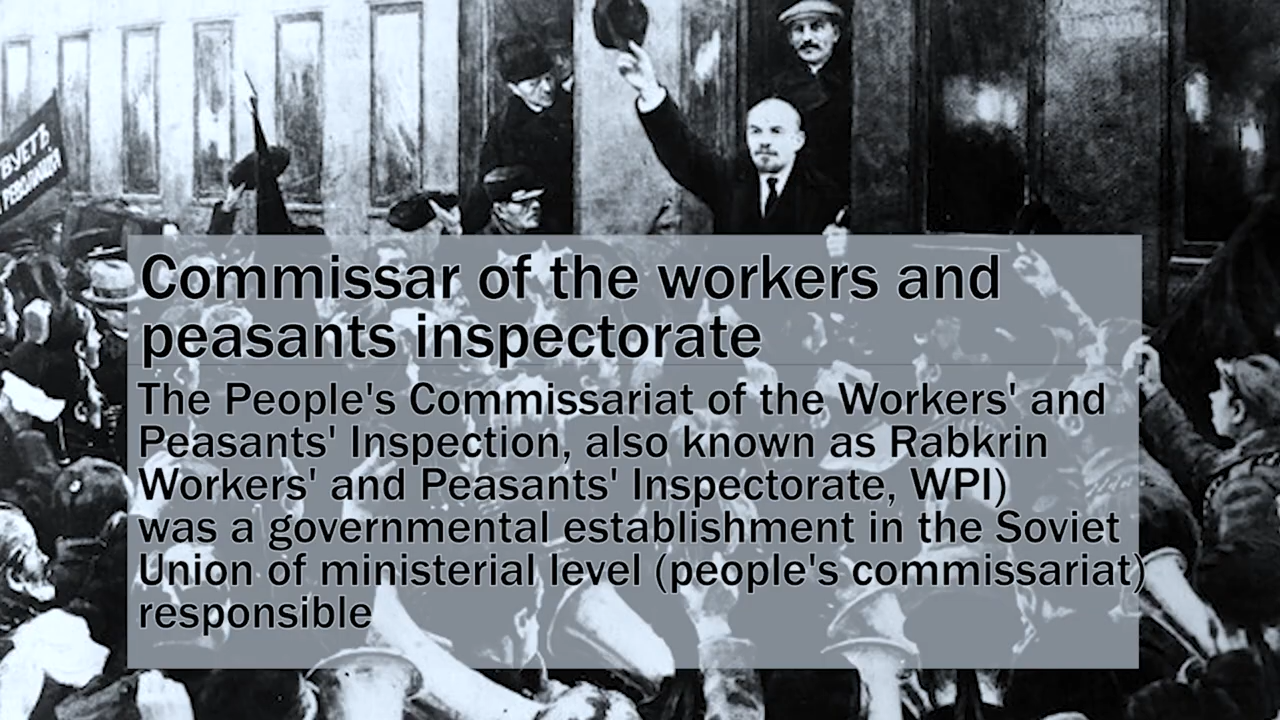 ВУЕТЪ
РЕВОЛЮЦІЯ
Commissar of the workers and
peasants inspectorate
The People's Commissariat of the Workers' and
Peasants' Inspection, also known as Rabkrin
Workers' and Peasants' Inspectorate, WPI)
was a governmental establishment in the Soviet
Union of ministerial level (people's commissariat)
responsible